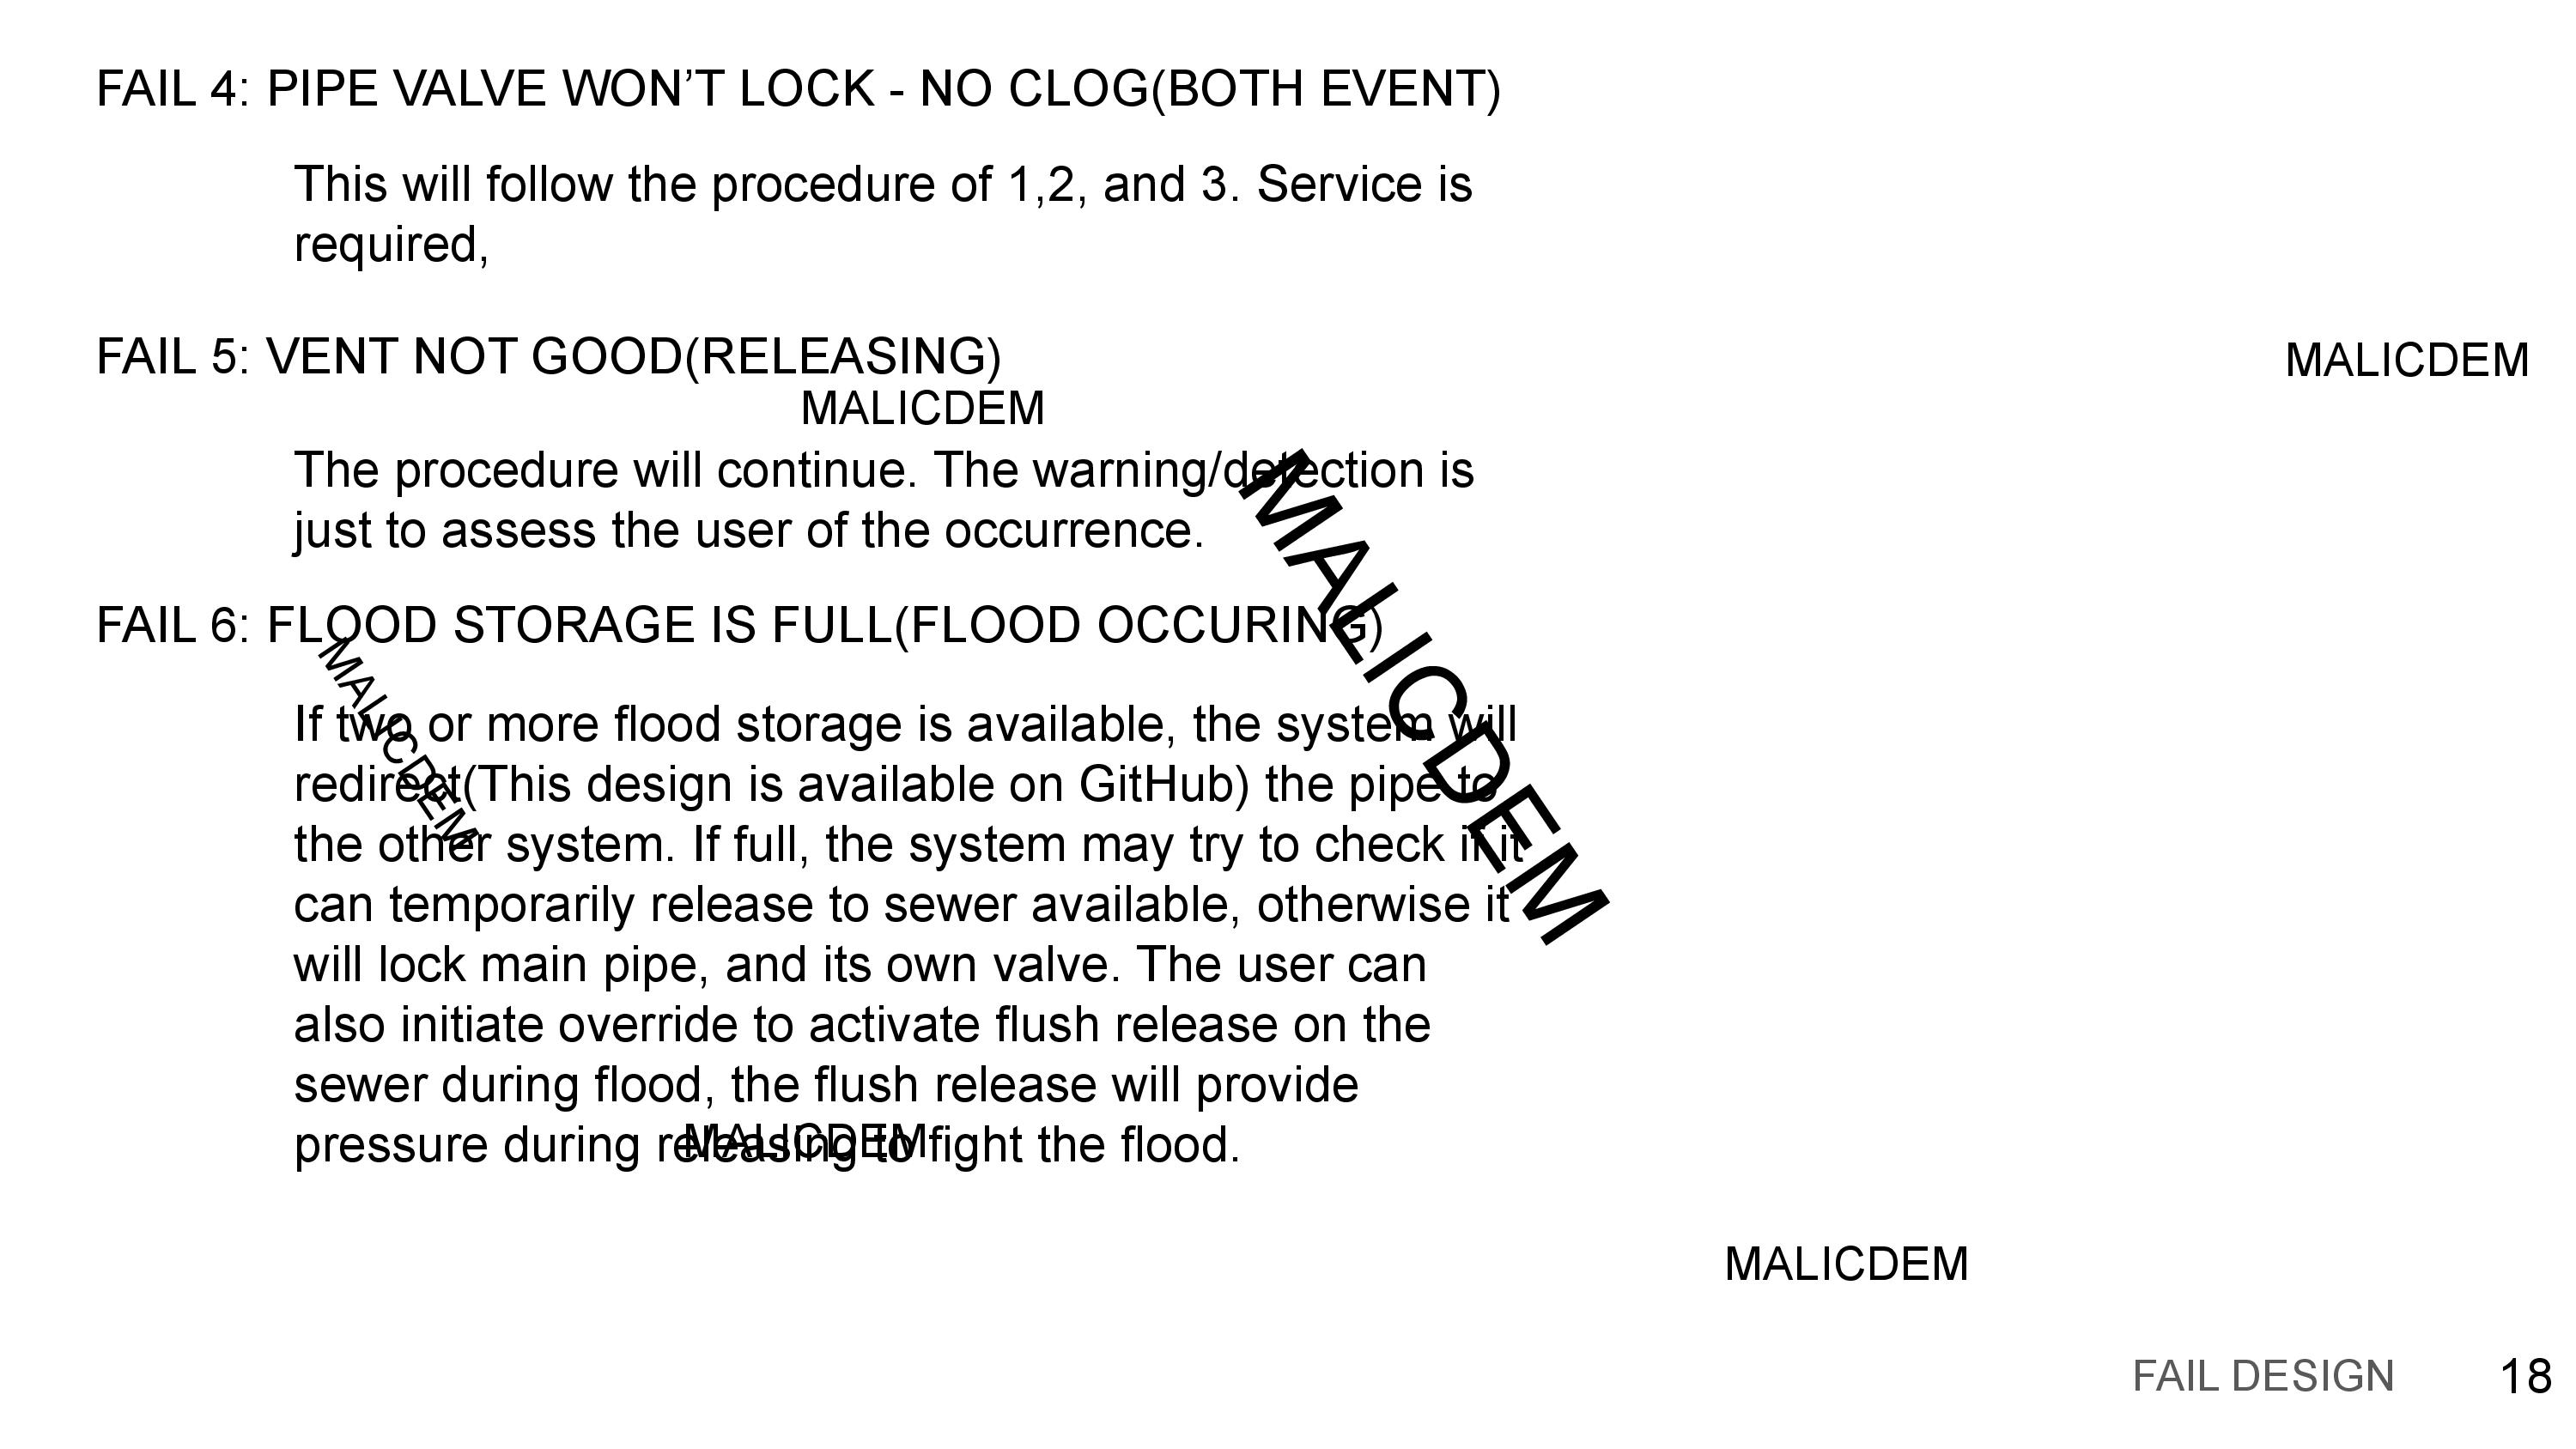 FAIL 4: PIPE VALVE WON’T LOCK - NO CLOG(BOTH EVENT)
This will follow the procedure of 1,2, and 3. Service is
required,
FAIL 5: VENT NOT GOOD(RELEASING)
MALICDEM
MALICDEM
The procedure will continue. The warning/detection is
just to assess the user of the occurrence.
MALICDEM
FAIL 6: FLOOD STORAGE IS FULL(FLOOD OCCURING)
MALICDEM
If two or more flood storage is available, the system will
redirect(This design is available on GitHub) the pipe to
the other system. If full, the system may try to check if it
can temporarily release to sewer available, otherwise it
will lock main pipe, and its own valve. The user can
also initiate override to activate flush release on the
sewer during flood, the flush release will provide
pressure during releasing to fight the flood.
MALICDEM
MALICDEM
FAIL DESIGN
18